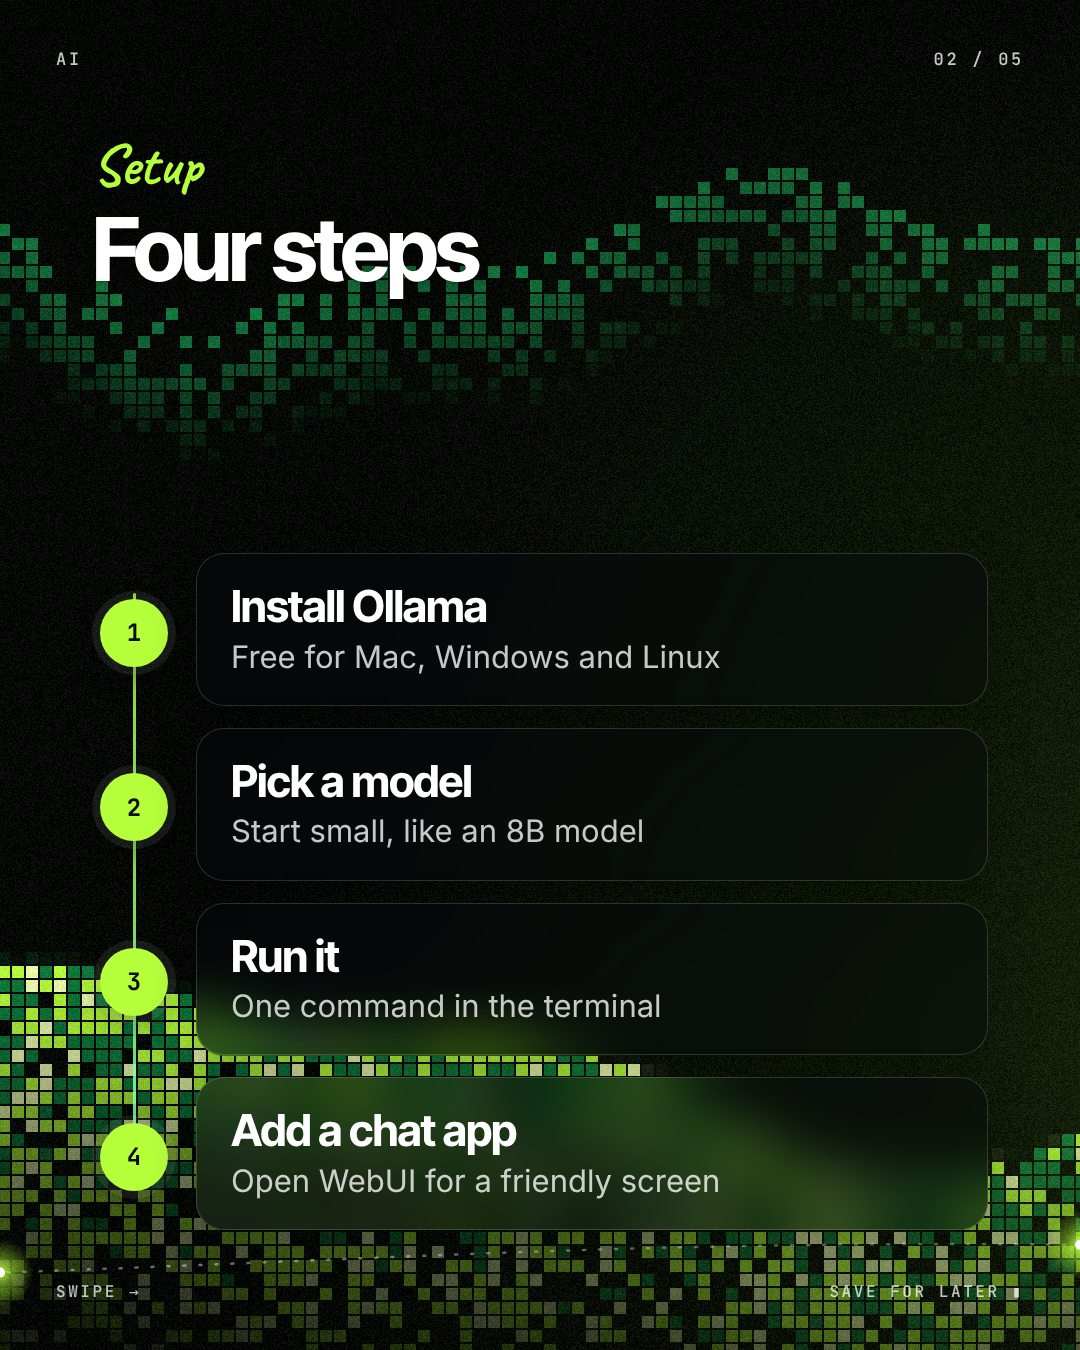 AI
02 / 05
Setup
Four steps
1
Install Ollama
Free for Mac, Windows and Linux
2
Pick a model
Start small, like an 8B model
3
Run it
One command in the terminal
4
Add a chat app
Open WebUI for a friendly screen
SWIPE →
SAVE FOR LATER